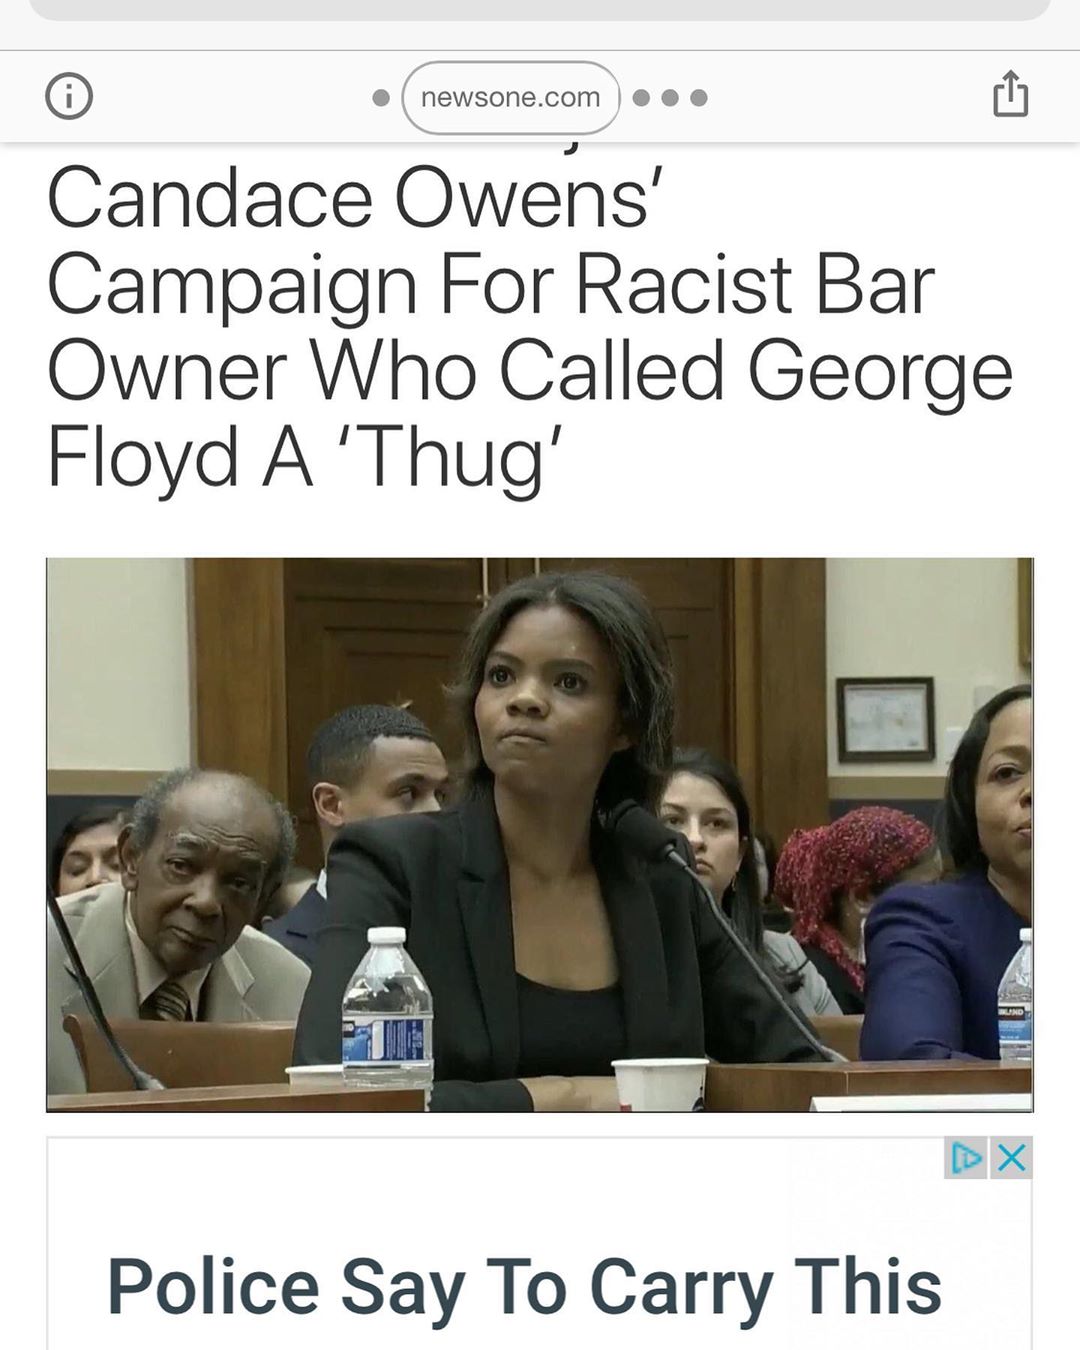 newsone.com
Candace Owens’
Campaign For Racist Bar
Owner Who Called George
Floyd A ‘Thug’
Police Say To Carry This